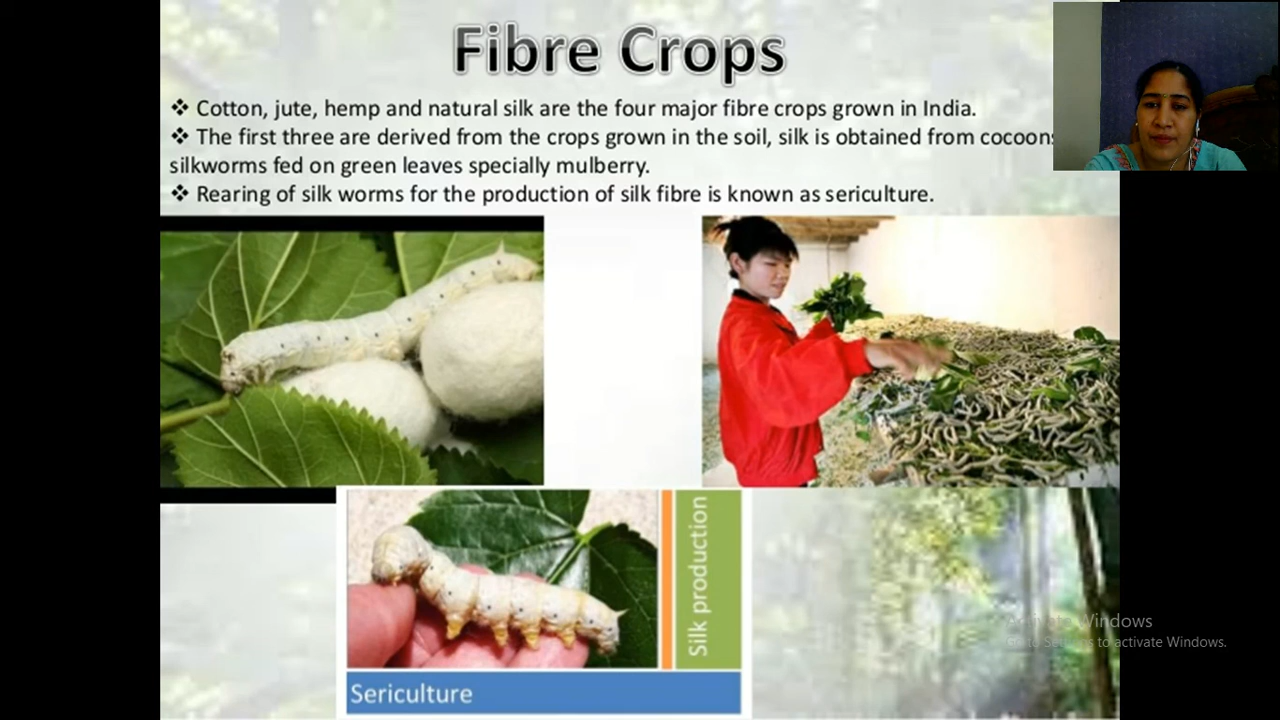 Fibre Crops
❖ Cotton, jute, hemp and natural silk are the four major fibre crops grown in India.
❖ The first three are derived from the crops grown in the soil, silk is obtained from
silkworms fed on green leaves specially mulberry.
❖ Rearing of silk worms for the production of silk fibre is known as sericulture.
Silk production
Sericulture
Activate Windows
Go to Settings to activate Windows.